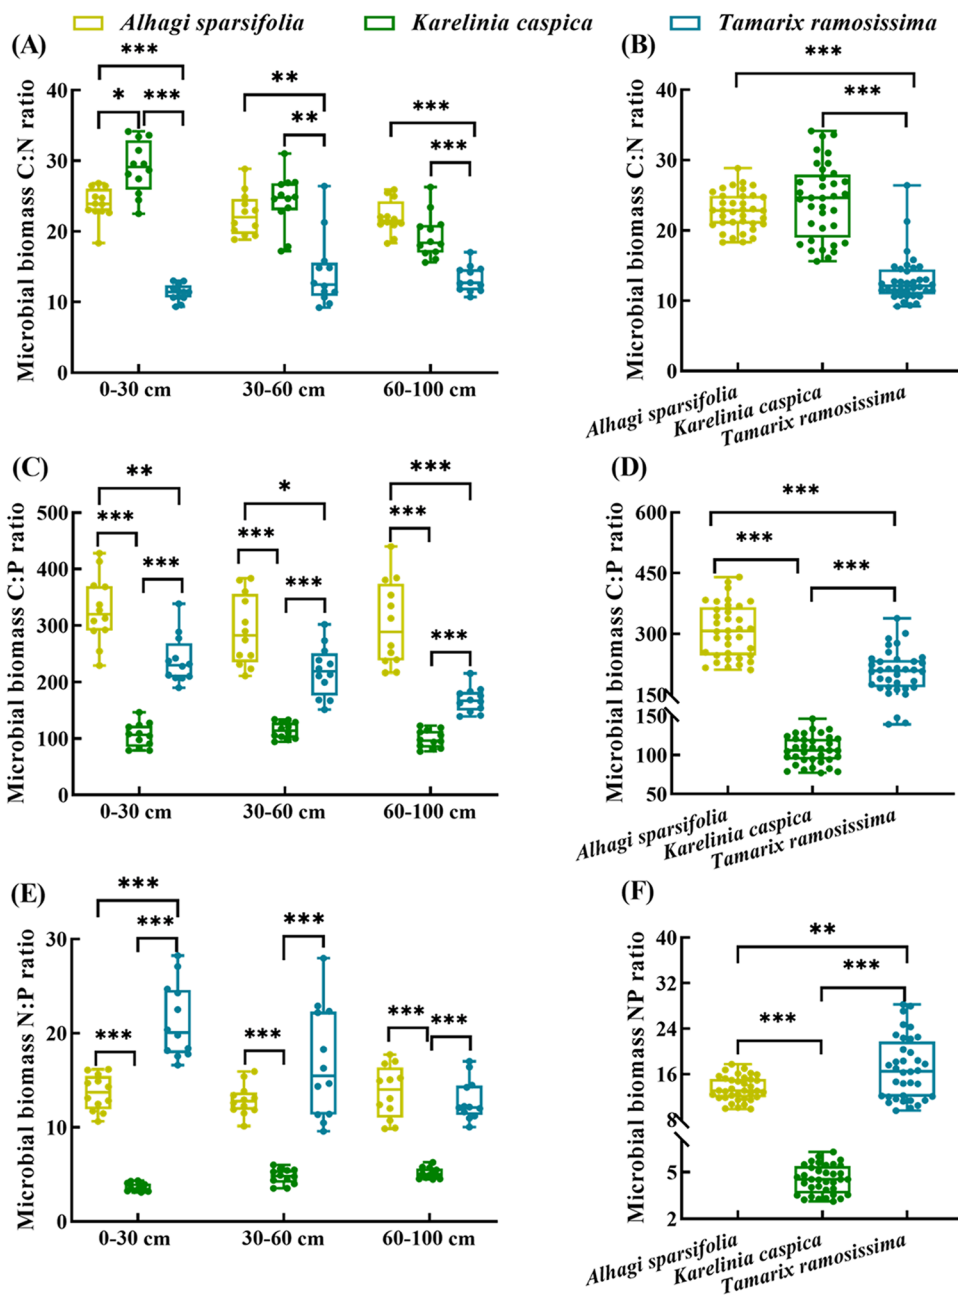 Alhagi sparsifolia Karelinia caspica Tamarix ramosissima
(A)
Microbial biomass C:N ratio
40
30
20
10
0
***
*
***
**
**
***
***
0-30 cm 30-60 cm 60-100 cm
(B)
Microbial biomass C:N ratio
40
30
20
10
0
***
***
Alhagi sparsifolia
Karelinia caspica
Tamarix ramosissima
(C)
Microbial biomass C:P ratio
500
400
300
200
100
0
**
***
***
*
***
***
***
***
***
0-30 cm 30-60 cm 60-100 cm
(D)
Microbial biomass C:P ratio
600
450
300
150
150
100
50
***
***
***
Alhagi sparsifolia
Karelinia caspica
Tamarix ramosissima
(E)
Microbial biomass N:P ratio
30
20
10
0
***
***
***
***
***
***
***
0-30 cm 30-60 cm 60-100 cm
(F)
Microbial biomass NP ratio
40
32
24
16
8
5
2
**
***
***
Alhagi sparsifolia
Karelinia caspica
Tamarix ramosissima